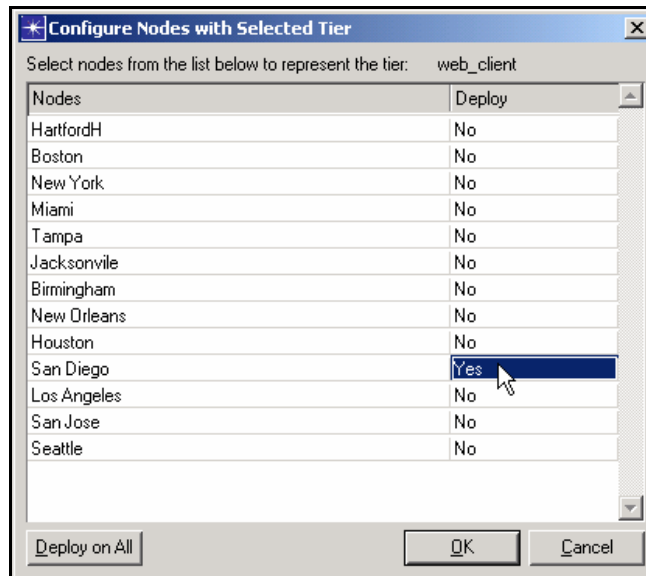 Configure Nodes with Selected Tier
Select nodes from the list below to represent the tier: web_client
Nodes Deploy
HartfordH No
Boston No
New York No
Miami No
Tampa No
Jacksonvile No
Birmingham No
New Orleans No
Houston No
San Diego Yes
Los Angeles No
San Jose No
Seattle No
Deploy on All OK Cancel